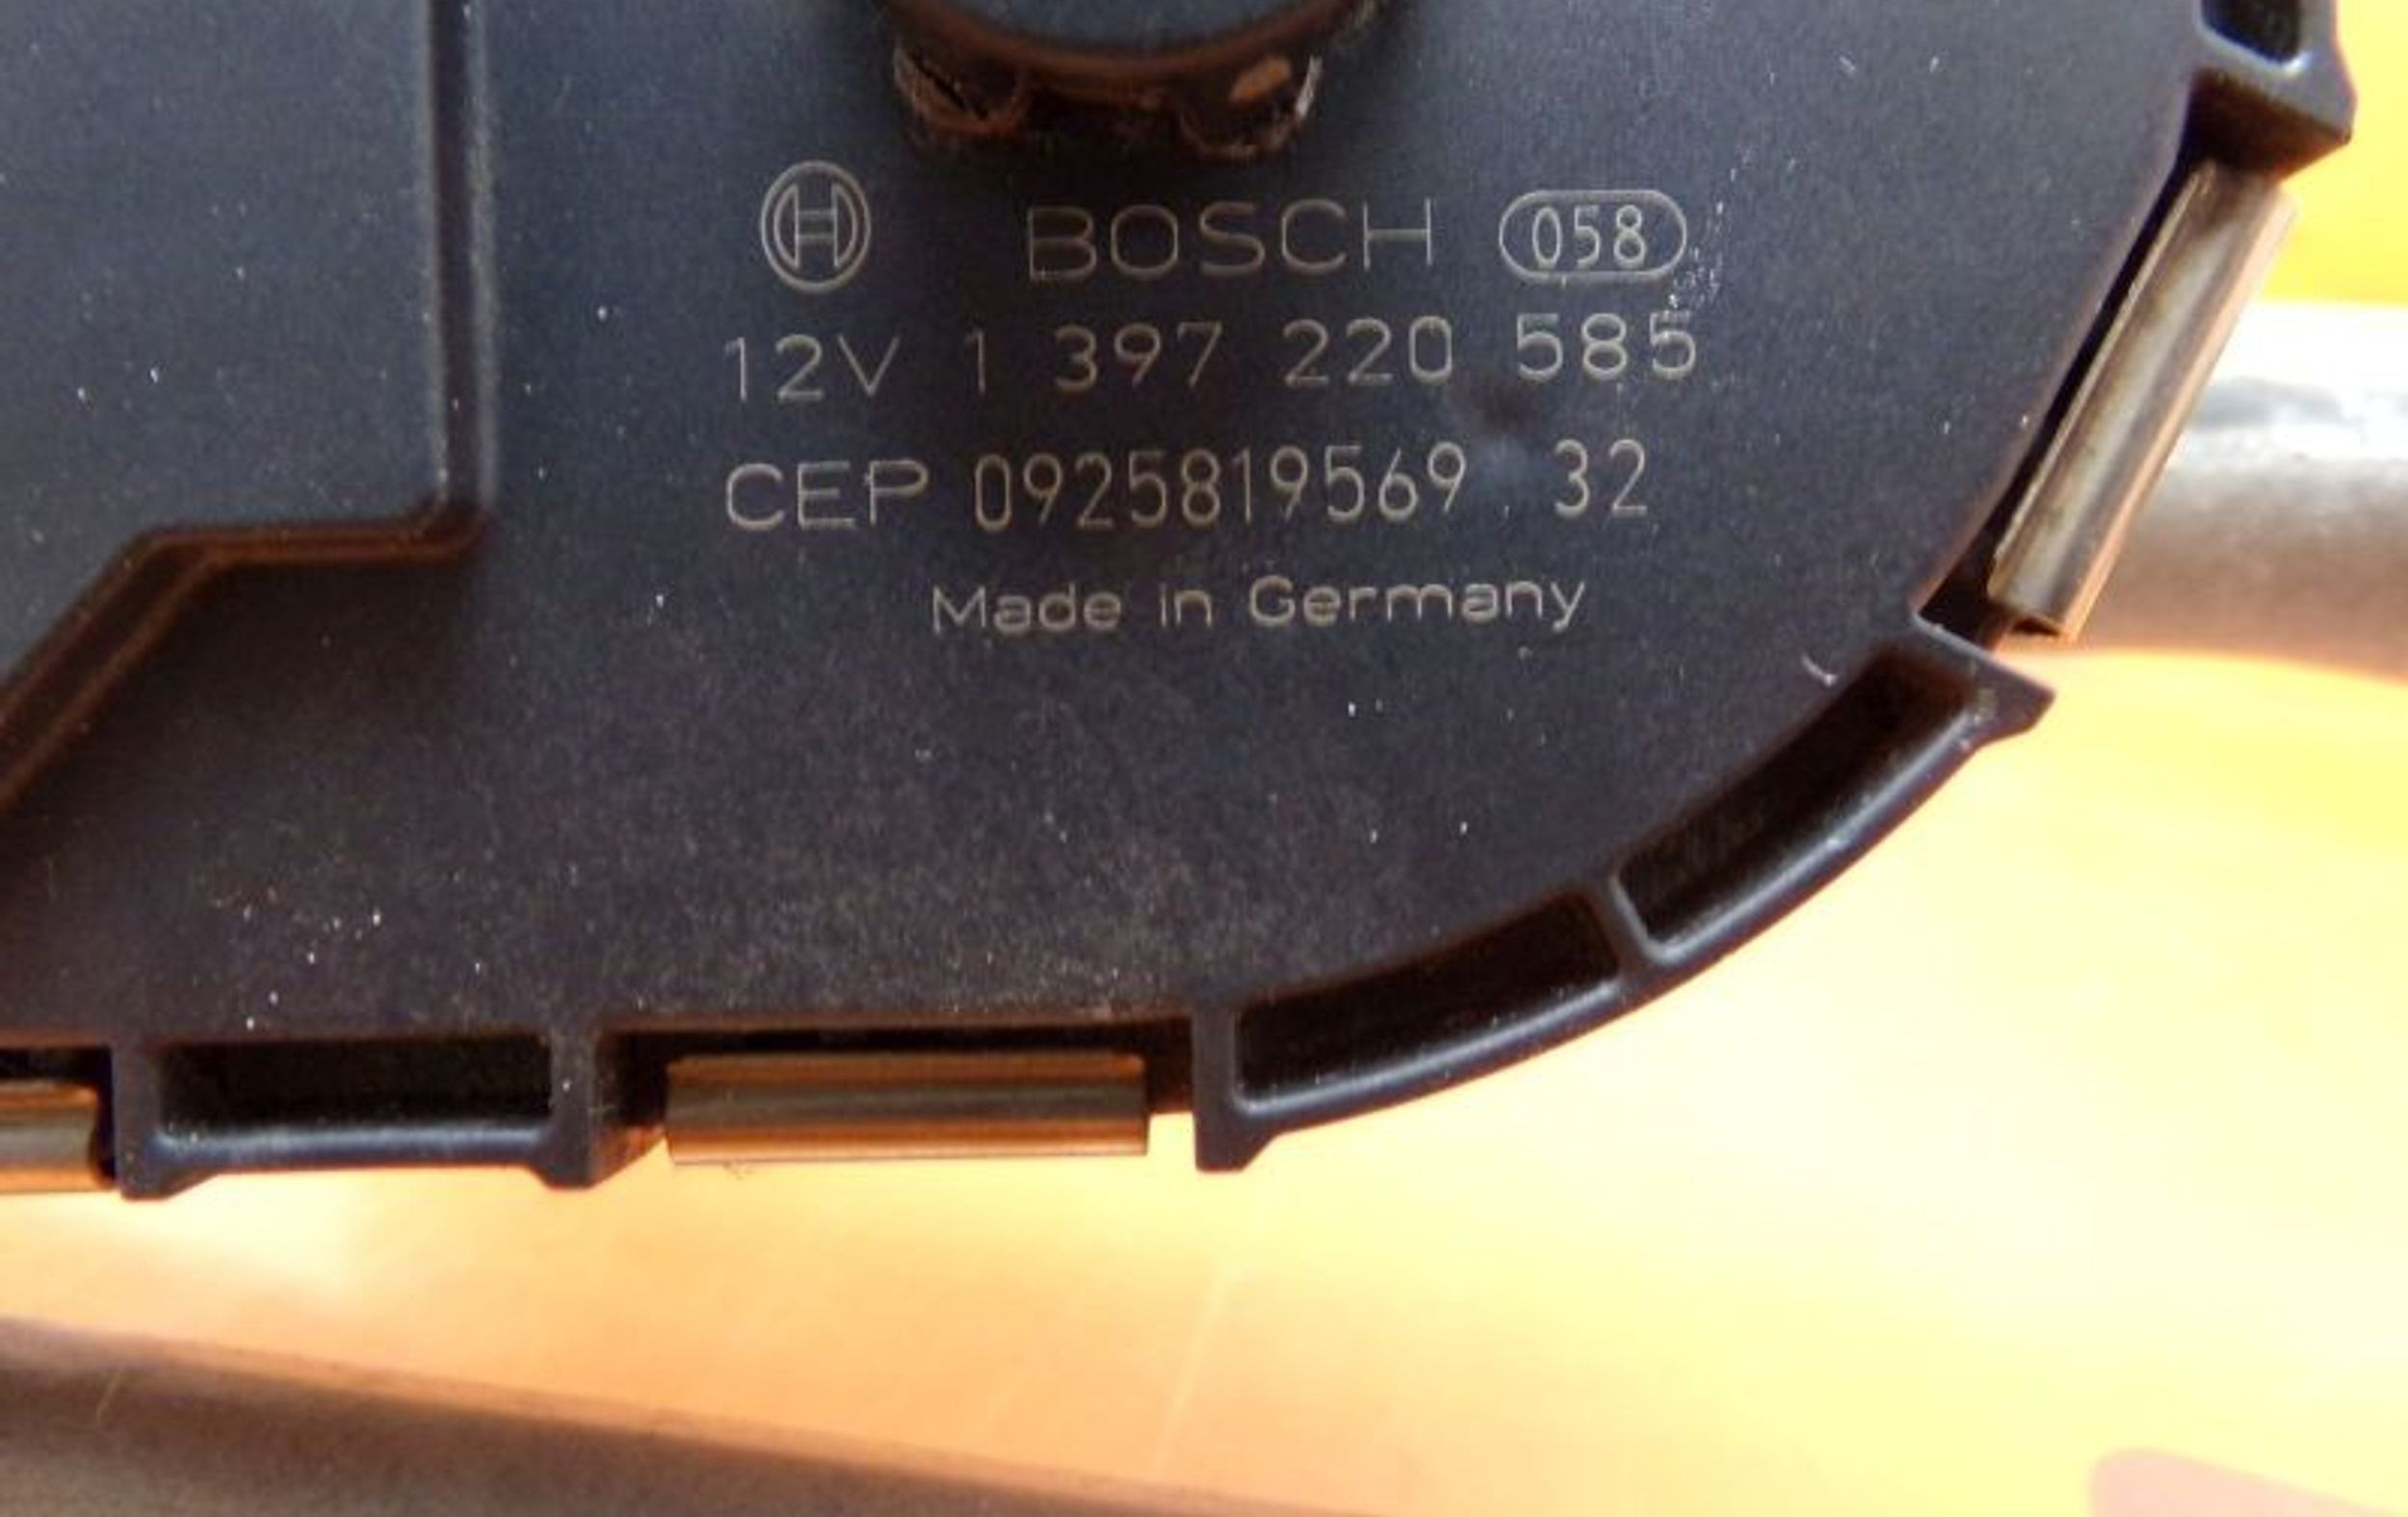 BOSCH 058
12V 1 397 220 585
CEP 0925819569 . 32
Made in Germany